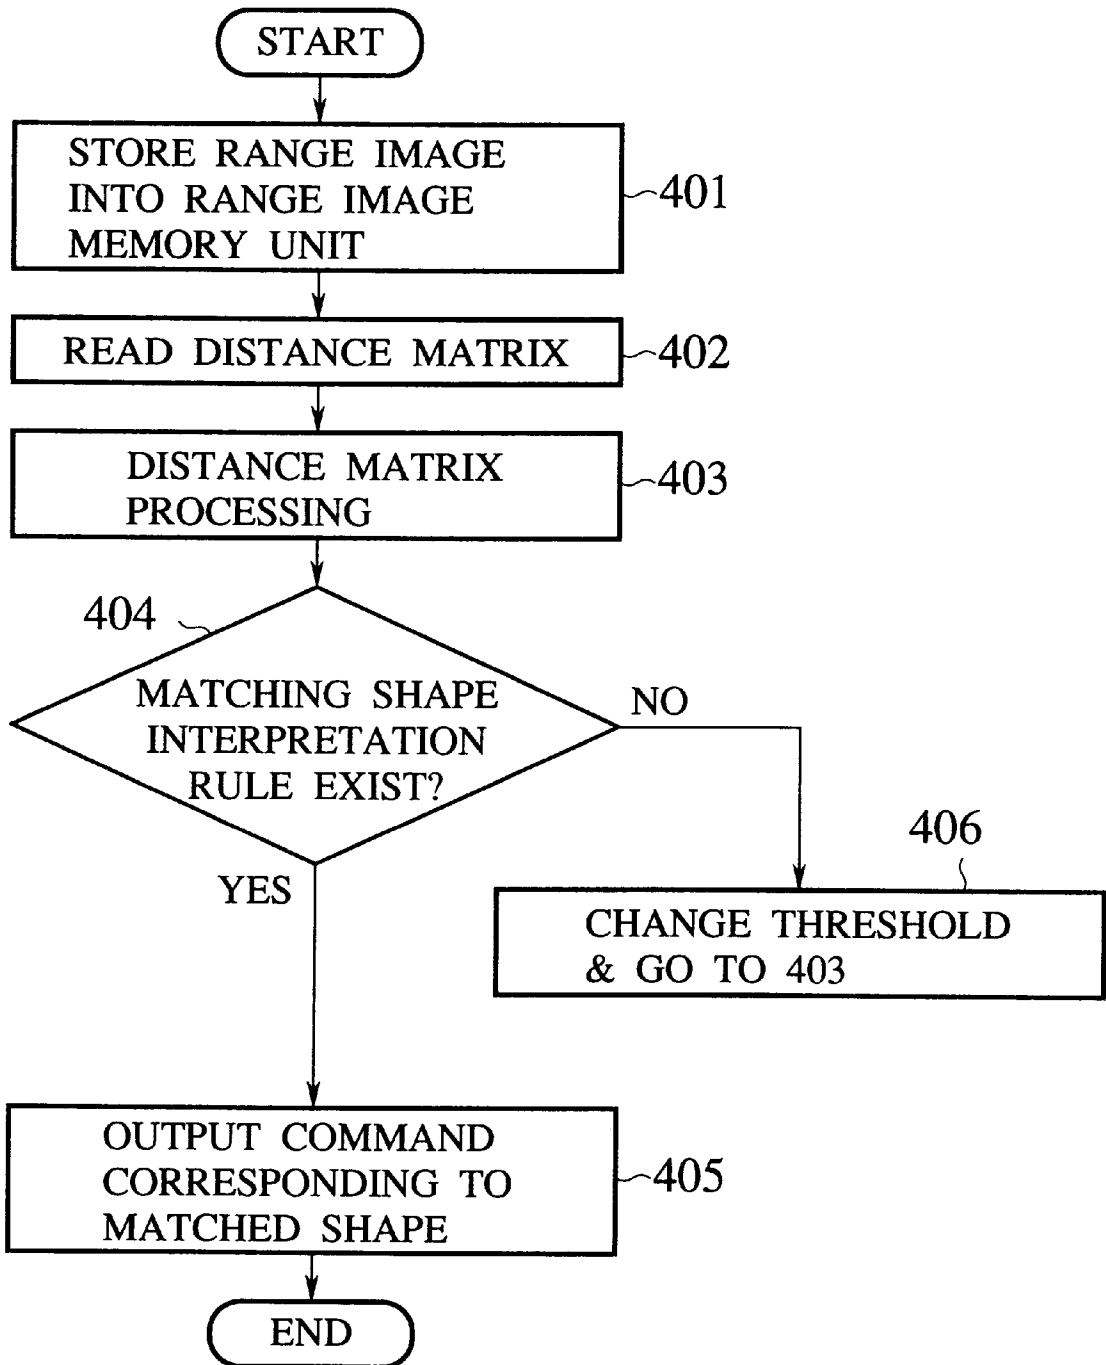 START
STORE RANGE IMAGE
INTO RANGE IMAGE
MEMORY UNIT
401
READ DISTANCE MATRIX
402
DISTANCE MATRIX
PROCESSING
403
404
MATCHING SHAPE
INTERPRETATION
RULE EXIST?
NO
YES
406
CHANGE THRESHOLD
& GO TO 403
OUTPUT COMMAND
CORRESPONDING TO
MATCHED SHAPE
405
END